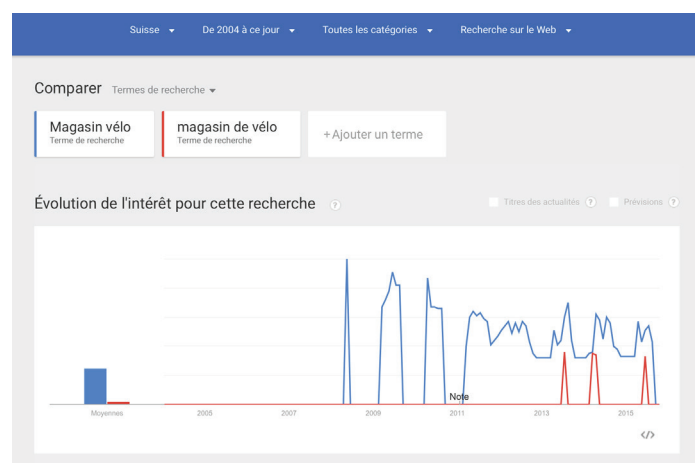 Suisse De 2004 à ce jour Toutes les catégories Recherche sur le Web
Comparer Termes de recherche
Magasin vélo magasin de vélo +Ajouter un terme
Terme de recherche Terme de recherche
Évolution de l'intérêt pour cette recherche ?
Titres des actualités ? Prévisions ?
Note
Moyennes 2005 2007 2009 2011 2013 2015
</>